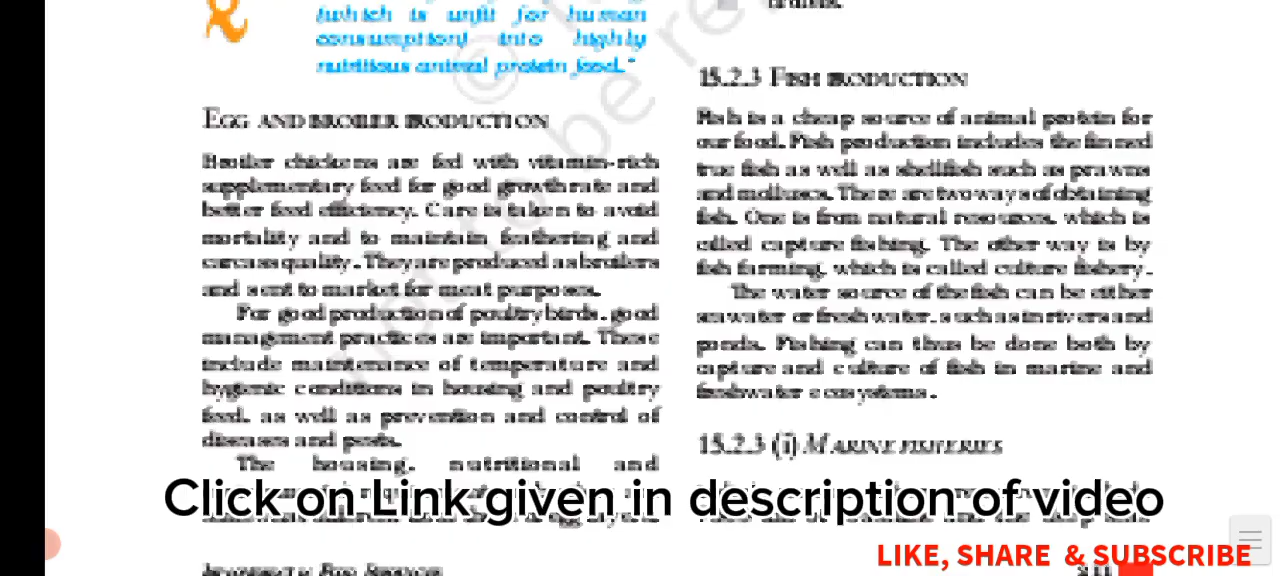 (which is unfit for human
consumption) into highly
nutritious animal protein food."
EGG AND BROILER PRODUCTION
Broiler chickens are fed with vitamin-rich
supplementary feed for good growth rate and
better feed efficiency. Care is taken to avoid
mortality and to maintain feathering and
carcass quality. They are produced as broilers
and sent to market for meat purposes.
For good production of poultry birds, good
management practices are important. These
include maintenance of temperature and
hygienic conditions in housing and poultry
feed, as well as prevention and control of
diseases and pests.
The housing, nutritional and
15.2.3 FISH PRODUCTION
Fish is a cheap source of animal protein for
our food. Fish production includes the finned
true fish as well as shellfish such as prawns
and molluscs. There are two ways of obtaining
fish. One is from natural resources, which is
called capture fishing. The other way is by
fish farming, which is called culture fishery.
The water source of the fish can be either
seawater or fresh water, such as in rivers and
ponds. Fishing can thus be done both by
capture and culture of fish in marine and
freshwater ecosystems.
15.2.3 (i) MARINE FISHERIES
Click on Link given in description of video
LIKE, SHARE & SUBSCRIBE